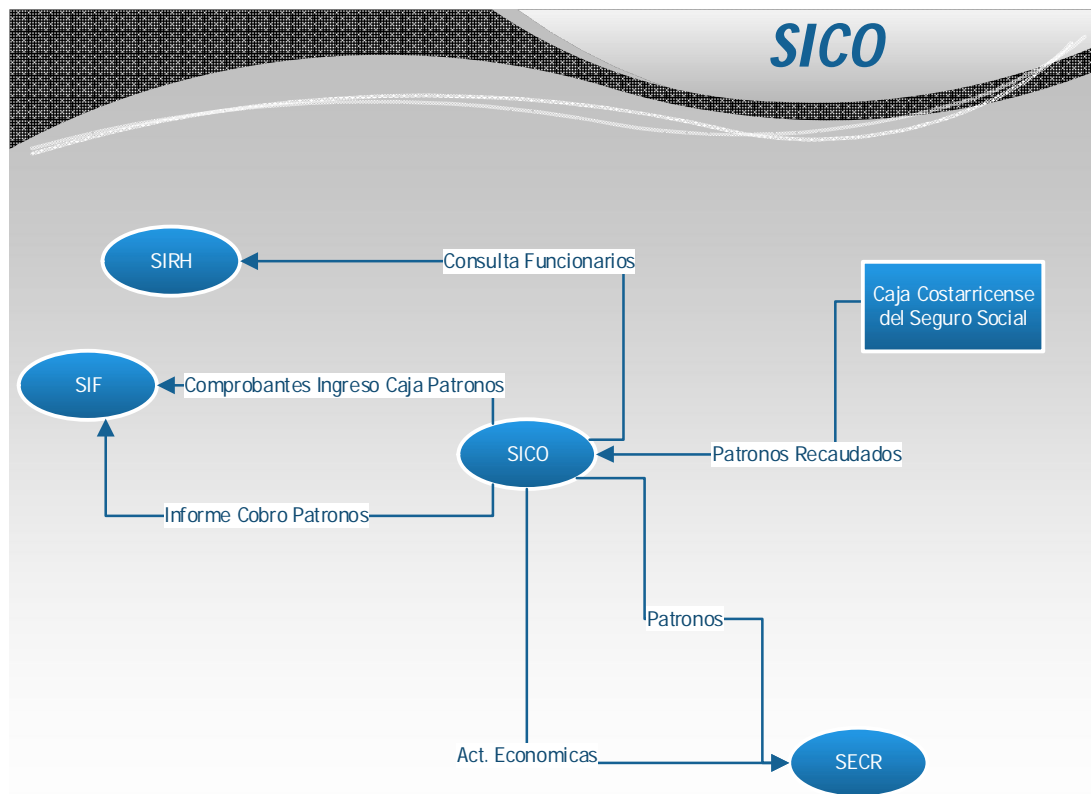 SICO
SIRH
Consulta Funcionarios
Caja Costarricense
del Seguro Social
SIF
Comprobantes Ingreso Caja Patronos
SICO
Patronos Recaudados
Informe Cobro Patronos
Patronos
Act. Economicas
SECR